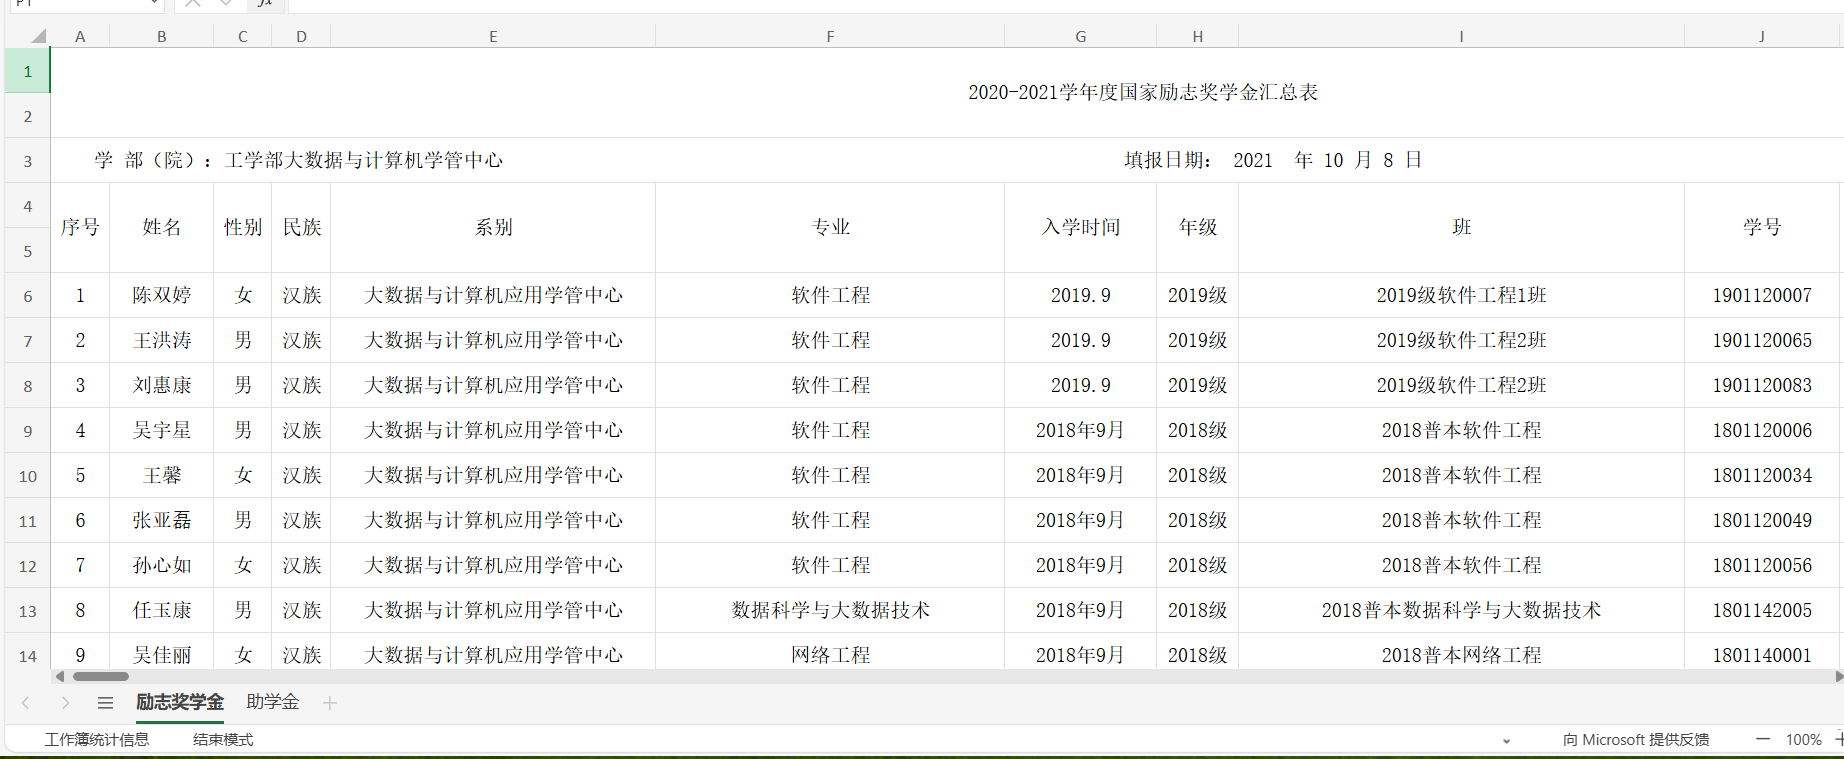 A B C D E F G H I J
1
2020-2021学年度国家励志奖学金汇总表
2
3 学 部（院）：工学部大数据与计算机学管中心 填报日期： 2021 年 10 月 8 日
4
序号 姓名 性别 民族 系别 专业 入学时间 年级 班 学号
5
6 1 陈双婷 女 汉族 大数据与计算机应用学管中心 软件工程 2019.9 2019级 2019级软件工程1班 1901120007
7 2 王洪涛 男 汉族 大数据与计算机应用学管中心 软件工程 2019.9 2019级 2019级软件工程2班 1901120065
8 3 刘惠康 男 汉族 大数据与计算机应用学管中心 软件工程 2019.9 2019级 2019级软件工程2班 1901120083
9 4 吴宇星 男 汉族 大数据与计算机应用学管中心 软件工程 2018年9月 2018级 2018普本软件工程 1801120006
10 5 王馨 女 汉族 大数据与计算机应用学管中心 软件工程 2018年9月 2018级 2018普本软件工程 1801120034
11 6 张亚磊 男 汉族 大数据与计算机应用学管中心 软件工程 2018年9月 2018级 2018普本软件工程 1801120049
12 7 孙心如 女 汉族 大数据与计算机应用学管中心 软件工程 2018年9月 2018级 2018普本软件工程 1801120056
13 8 任玉康 男 汉族 大数据与计算机应用学管中心 数据科学与大数据技术 2018年9月 2018级 2018普本数据科学与大数据技术 1801142005
14 9 吴佳丽 女 汉族 大数据与计算机应用学管中心 网络工程 2018年9月 2018级 2018普本网络工程 1801140001
励志奖学金 助学金
工作簿统计信息 结束模式 向 Microsoft 提供反馈 100%